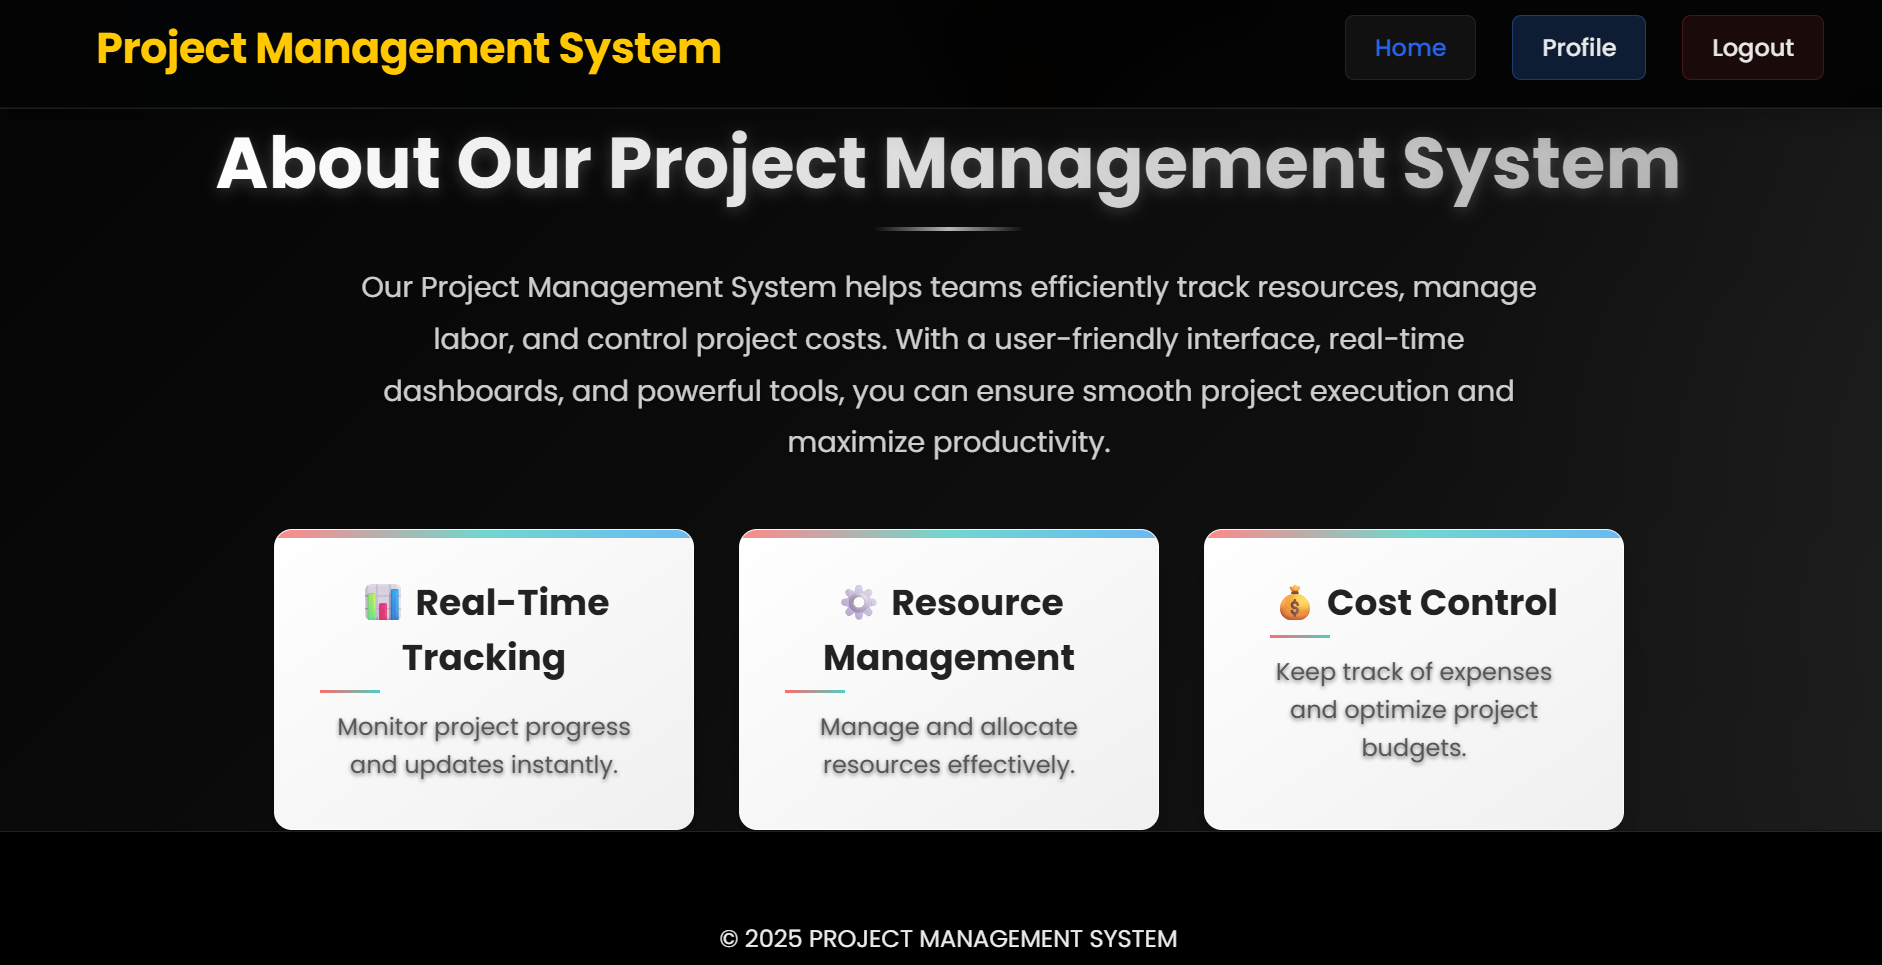 Project Management System
Home
Profile
Logout
About Our Project Management System
Our Project Management System helps teams efficiently track resources, manage
labor, and control project costs. With a user-friendly interface, real-time
dashboards, and powerful tools, you can ensure smooth project execution and
maximize productivity.
Real-Time
Tracking
Monitor project progress
and updates instantly.
Resource
Management
Manage and allocate
resources effectively.
Cost Control
Keep track of expenses
and optimize project
budgets.
© 2025 PROJECT MANAGEMENT SYSTEM